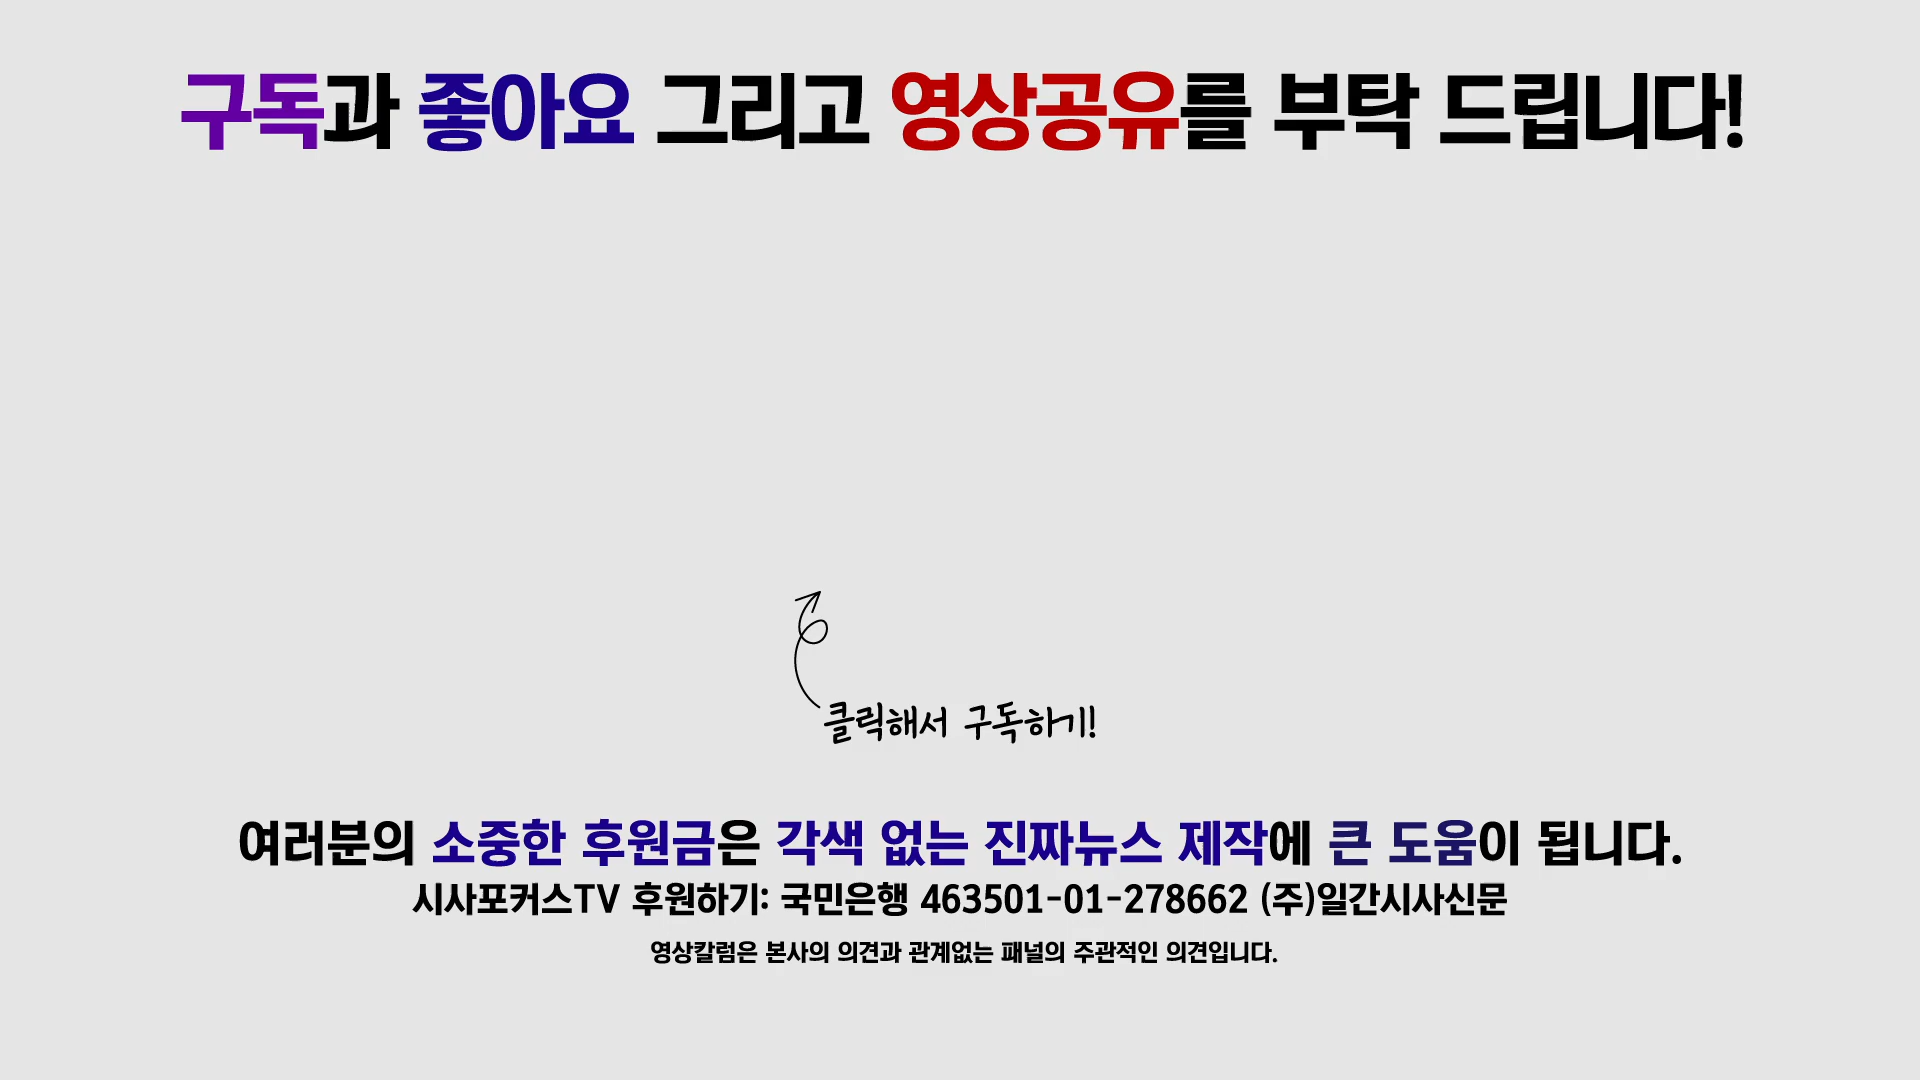 구독과 좋아요 그리고 영상공유를 부탁 드립니다!
클릭해서 구독하기!
여러분의 소중한 후원금은 각색 없는 진짜뉴스 제작에 큰 도움이 됩니다.
시사포커스TV 후원하기: 국민은행 463501-01-278662 (주)일간시사신문
영상칼럼은 본사의 의견과 관계없는 패널의 주관적인 의견입니다.